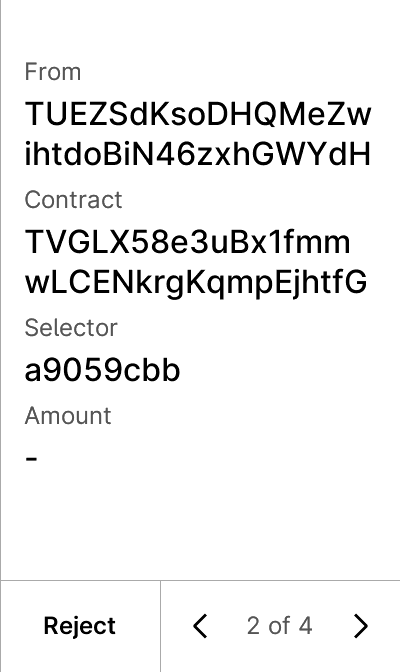 From
TUEZSdKsoDHQMeZw
ihtdoBiN46zxhGWYdH
Contract
TVGLX58e3uBx1fmm
wLCENkrgKqmpEjhtfG
Selector
a9059cbb
Amount
-
Reject
2 of 4